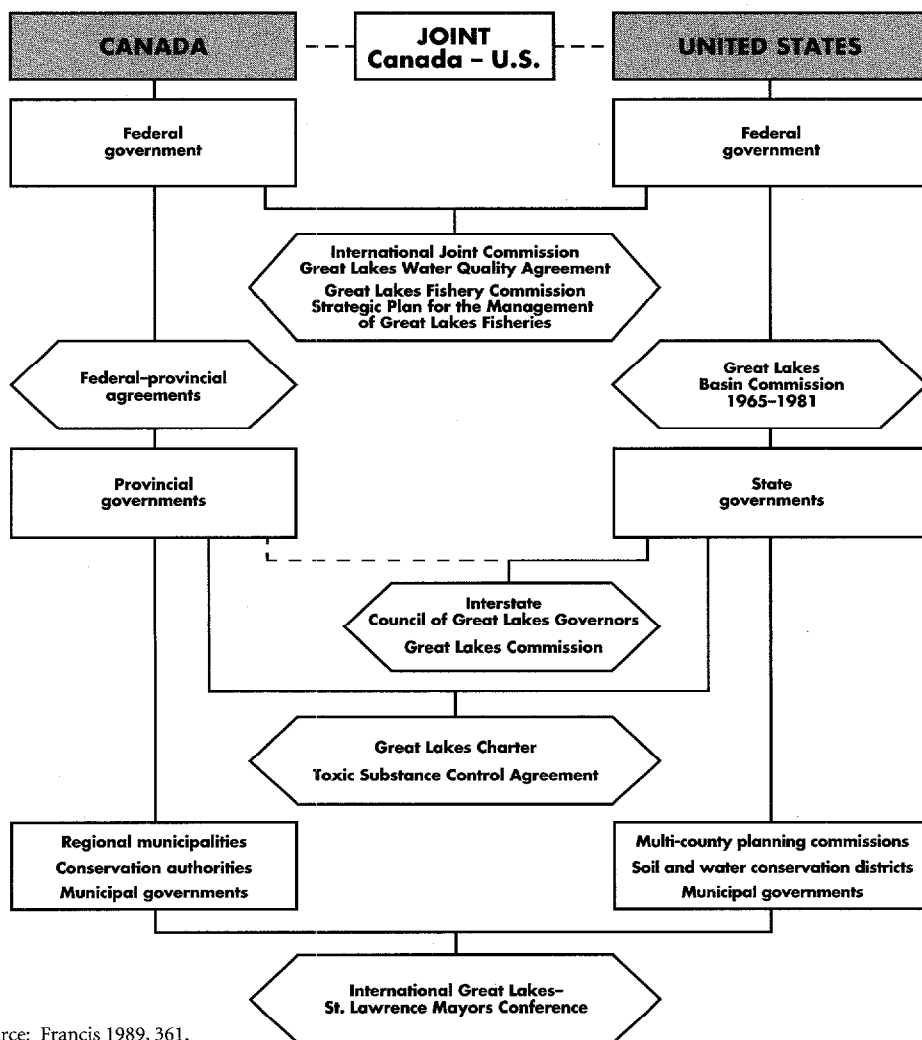 CANADA
JOINT
Canada – U.S.
UNITED STATES
Federal
government
Federal
government
International Joint Commission
Great Lakes Water Quality Agreement
Great Lakes Fishery Commission
Strategic Plan for the Management
of Great Lakes Fisheries
Federal–provincial
agreements
Great Lakes
Basin Commission
1965–1981
Provincial
governments
State
governments
Interstate
Council of Great Lakes Governors
Great Lakes Commission
Great Lakes Charter
Toxic Substance Control Agreement
Regional municipalities
Conservation authorities
Municipal governments
Multi-county planning commissions
Soil and water conservation districts
Municipal governments
International Great Lakes–
St. Lawrence Mayors Conference
rce: Francis 1989, 361.